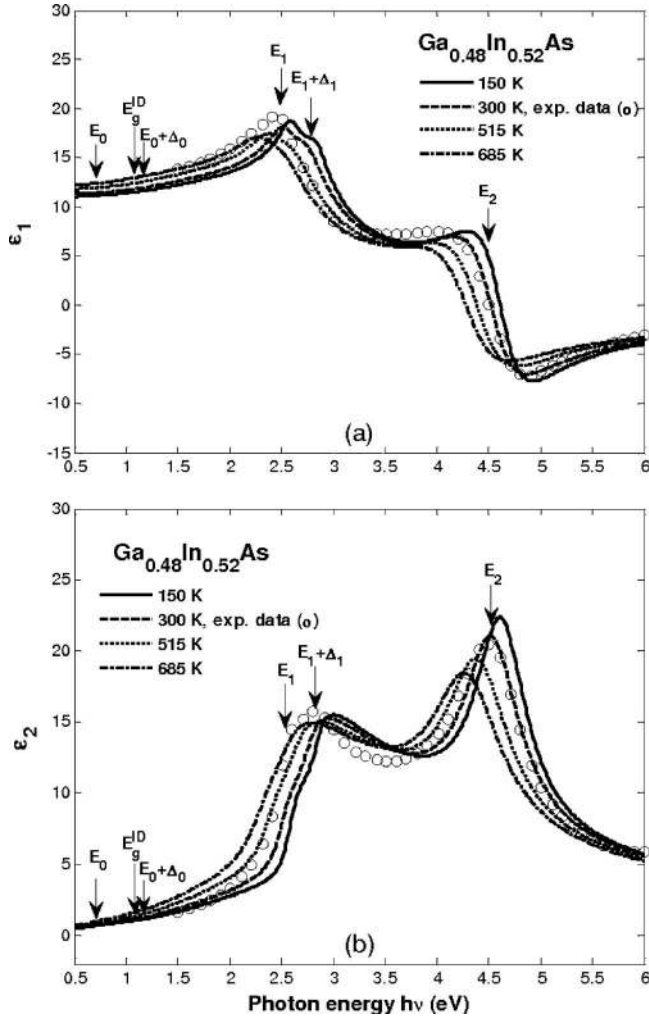 Ga0.48In0.52As
150 K
300 K, exp. data (o)
515 K
685 K
E1
E1+Δ1
EgID
E0
E0+Δ0
E2
ε1
30
25
20
15
10
5
0
-5
-10
-15
(a)
0.5 1 1.5 2 2.5 3 3.5 4 4.5 5 5.5 6
Ga0.48In0.52As
150 K
300 K, exp. data (o)
515 K
685 K
E2
E1+Δ1
E1
EgID
E0
E0+Δ0
ε2
30
25
20
15
10
5
0
(b)
0.5 1 1.5 2 2.5 3 3.5 4 4.5 5 5.5 6
Photon energy hν (eV)